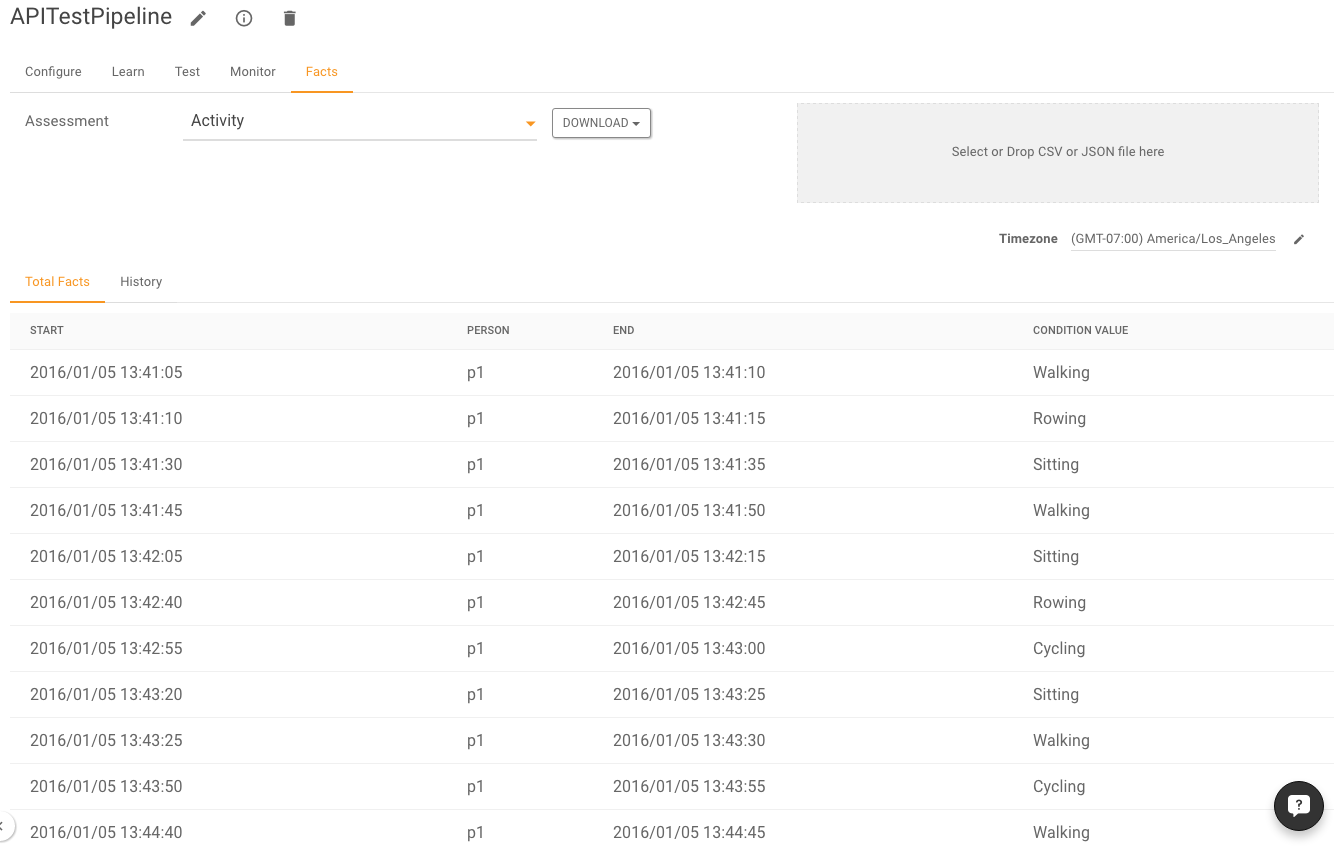 APITestPipeline
Configure Learn Test Monitor Facts
Assessment Activity DOWNLOAD
Select or Drop CSV or JSON file here
Timezone (GMT-07:00) America/Los_Angeles
Total Facts History
START PERSON END CONDITION VALUE
2016/01/05 13:41:05 p1 2016/01/05 13:41:10 Walking
2016/01/05 13:41:10 p1 2016/01/05 13:41:15 Rowing
2016/01/05 13:41:30 p1 2016/01/05 13:41:35 Sitting
2016/01/05 13:41:45 p1 2016/01/05 13:41:50 Walking
2016/01/05 13:42:05 p1 2016/01/05 13:42:15 Sitting
2016/01/05 13:42:40 p1 2016/01/05 13:42:45 Rowing
2016/01/05 13:42:55 p1 2016/01/05 13:43:00 Cycling
2016/01/05 13:43:20 p1 2016/01/05 13:43:25 Sitting
2016/01/05 13:43:25 p1 2016/01/05 13:43:30 Walking
2016/01/05 13:43:50 p1 2016/01/05 13:43:55 Cycling
2016/01/05 13:44:40 p1 2016/01/05 13:44:45 Walking